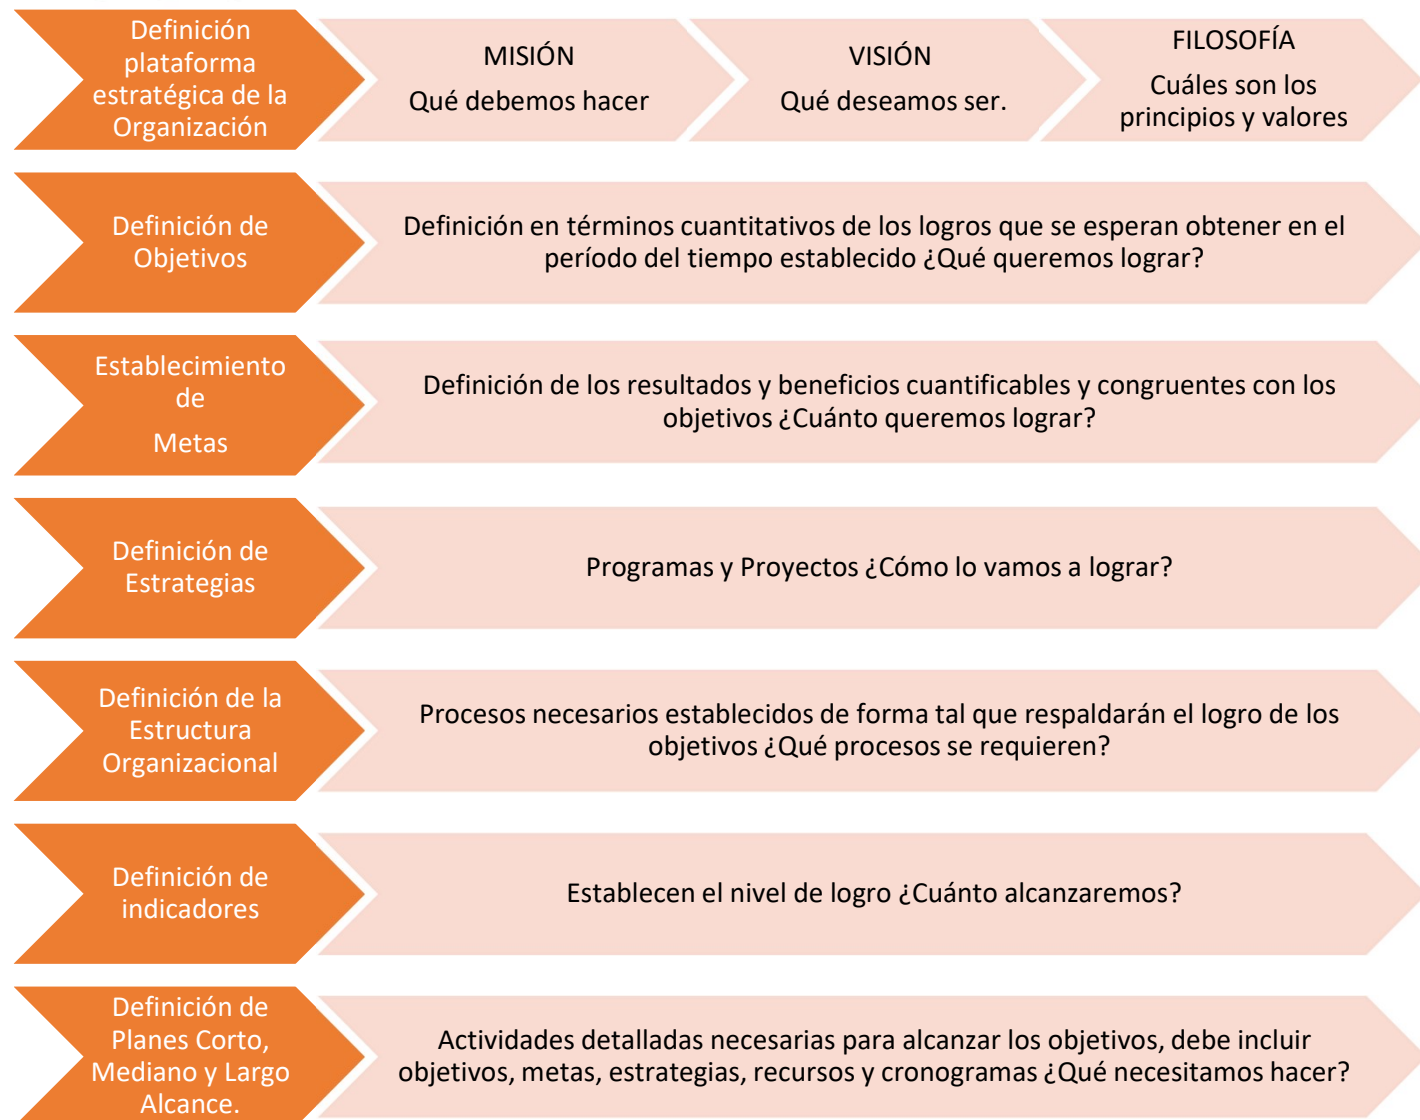 Definición
plataforma
estratégica de la
Organización
MISIÓN
Qué debemos hacer
VISIÓN
Qué deseamos ser.
FILOSOFÍA
Cuáles son los
principios y valores
Definición de
Objetivos
Definición en términos cuantitativos de los logros que se esperan obtener en el
período del tiempo establecido ¿Qué queremos lograr?
Establecimiento
de
Metas
Definición de los resultados y beneficios cuantificables y congruentes con los
objetivos ¿Cuánto queremos lograr?
Definición de
Estrategias
Programas y Proyectos ¿Cómo lo vamos a lograr?
Definición de la
Estructura
Organizacional
Procesos necesarios establecidos de forma tal que respaldarán el logro de los
objetivos ¿Qué procesos se requieren?
Definición de
indicadores
Establecen el nivel de logro ¿Cuánto alcanzaremos?
Definición de
Planes Corto,
Mediano y Largo
Alcance.
Actividades detalladas necesarias para alcanzar los objetivos, debe incluir
objetivos, metas, estrategias, recursos y cronogramas ¿Qué necesitamos hacer?